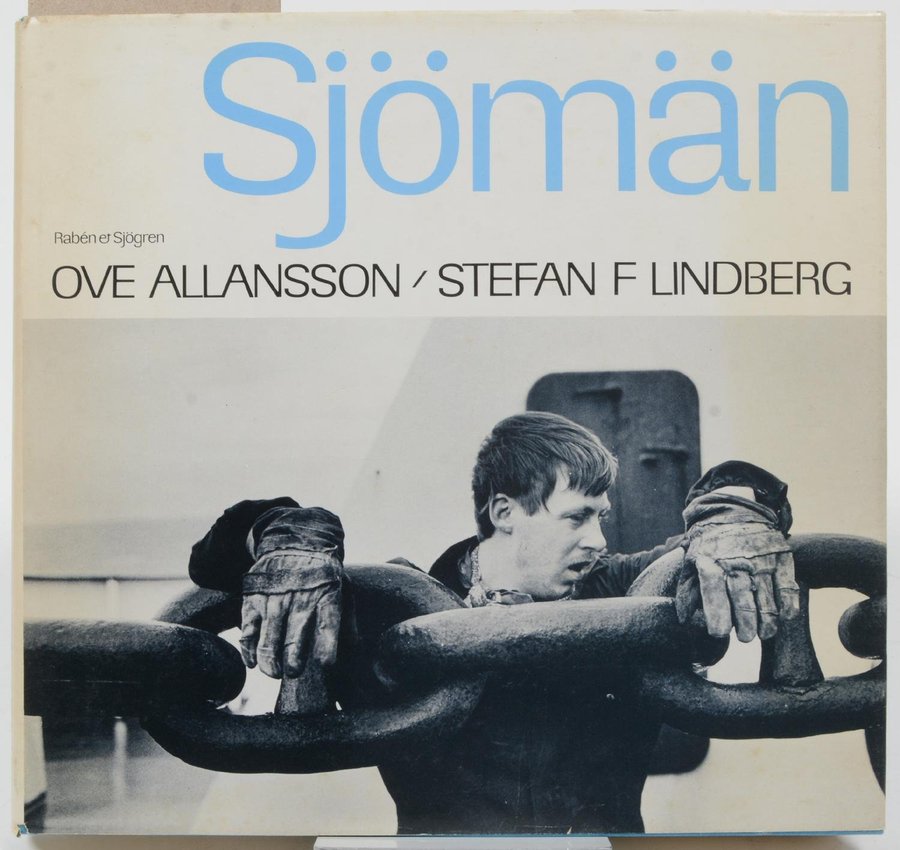 Sjömän
Rabén & Sjögren
OVE ALLANSSON / STEFAN F LINDBERG